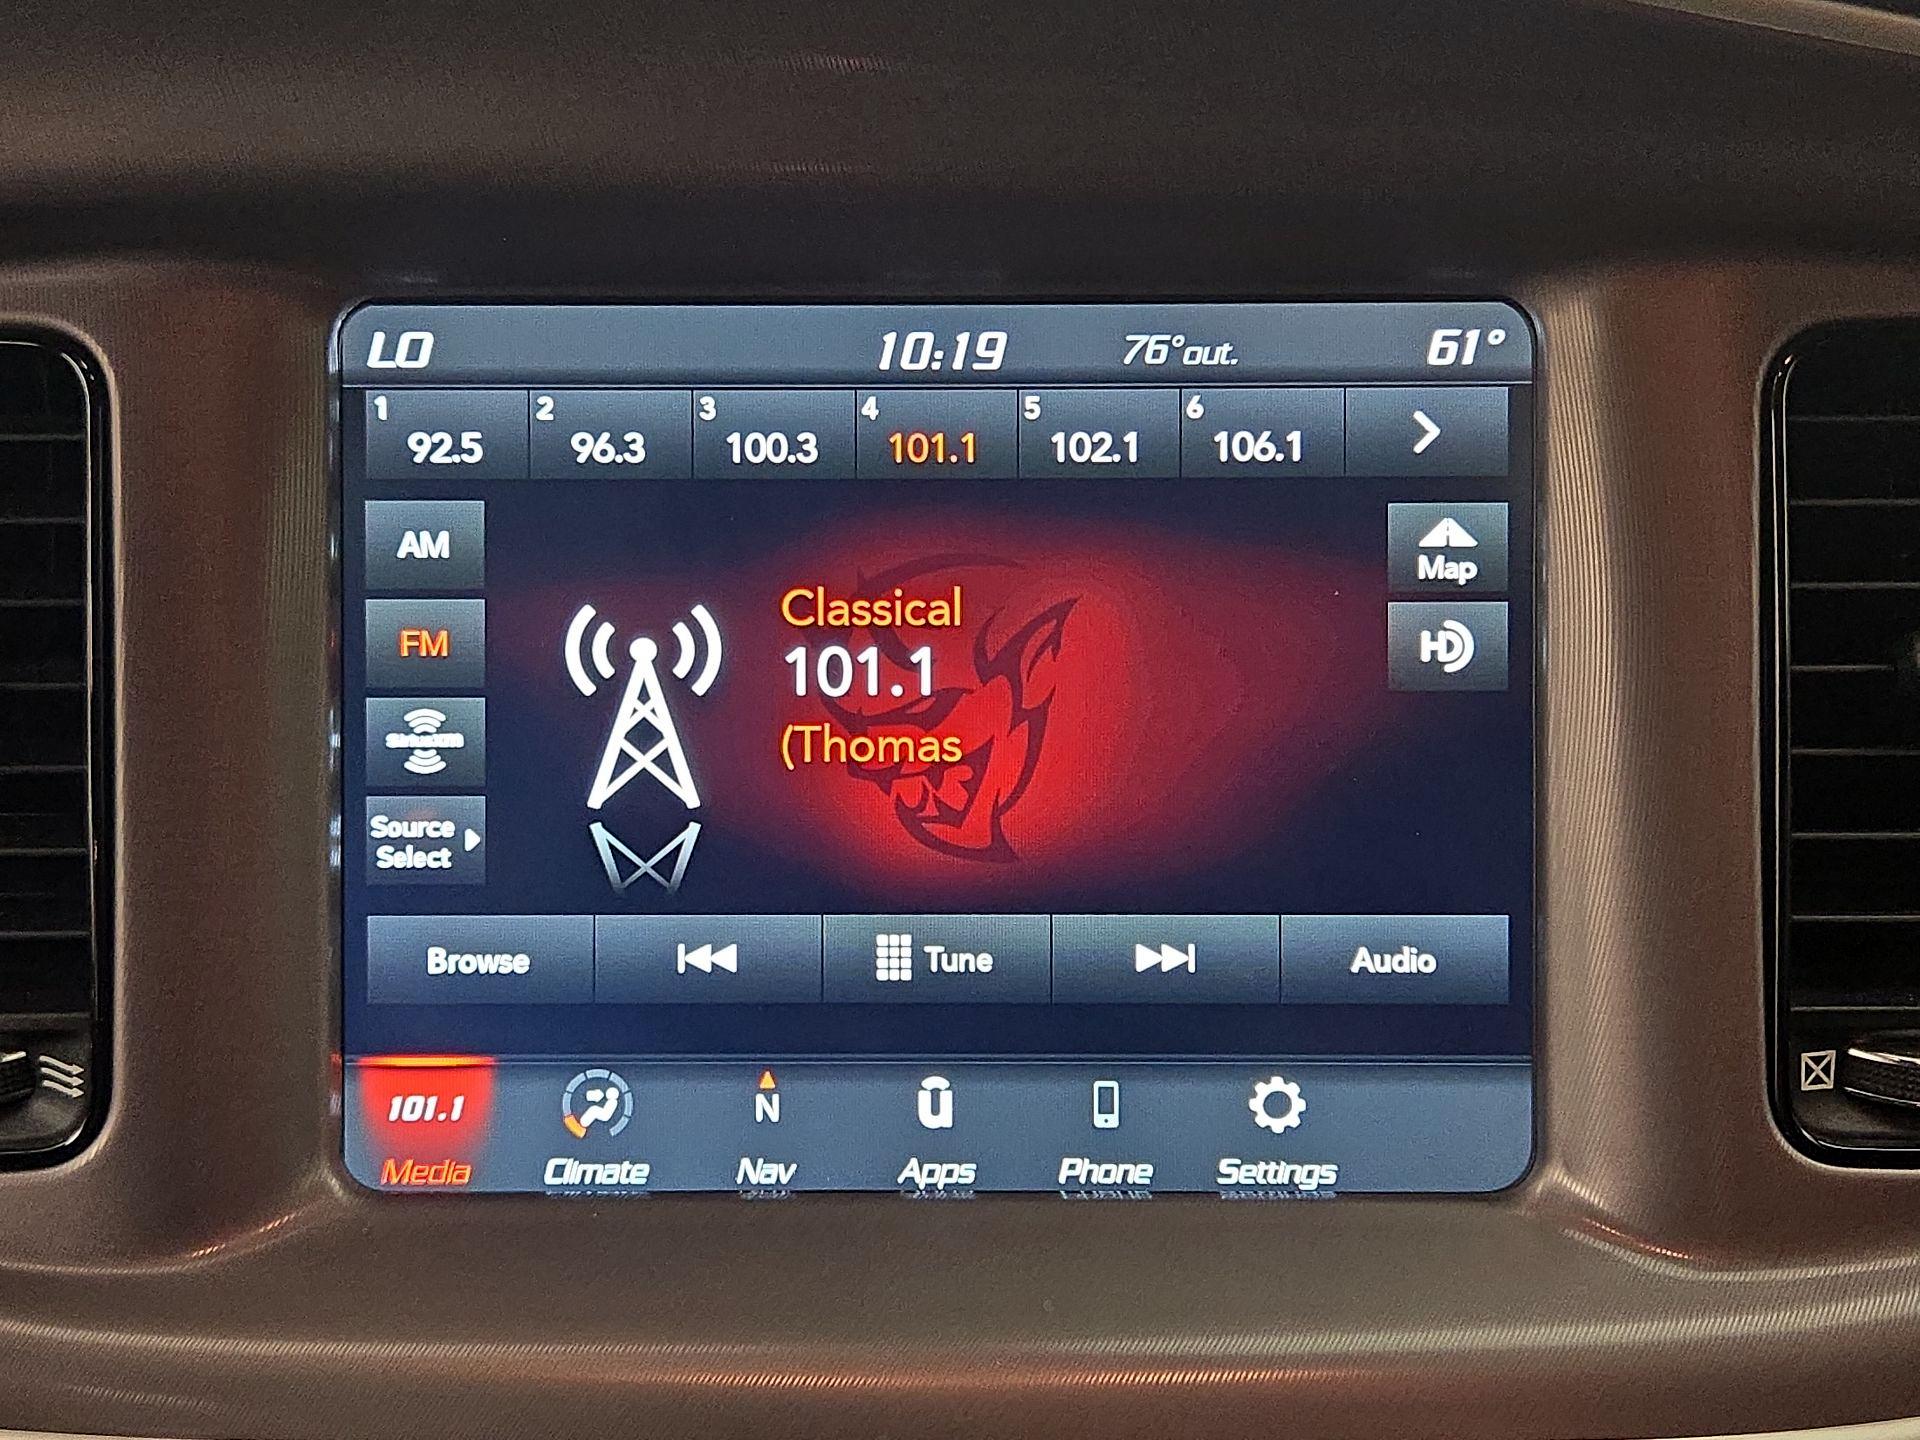 LO 10:19 76°out. 61°
1 2 3 4 5 6
92.5 96.3 100.3 101.1 102.1 106.1
AM
Map
FM
HD
Classical
101.1
(Thomas
siriusxm
Source
Select
Browse Tune Audio
101.1 N u
Media Climate Nav Apps Phone Settings